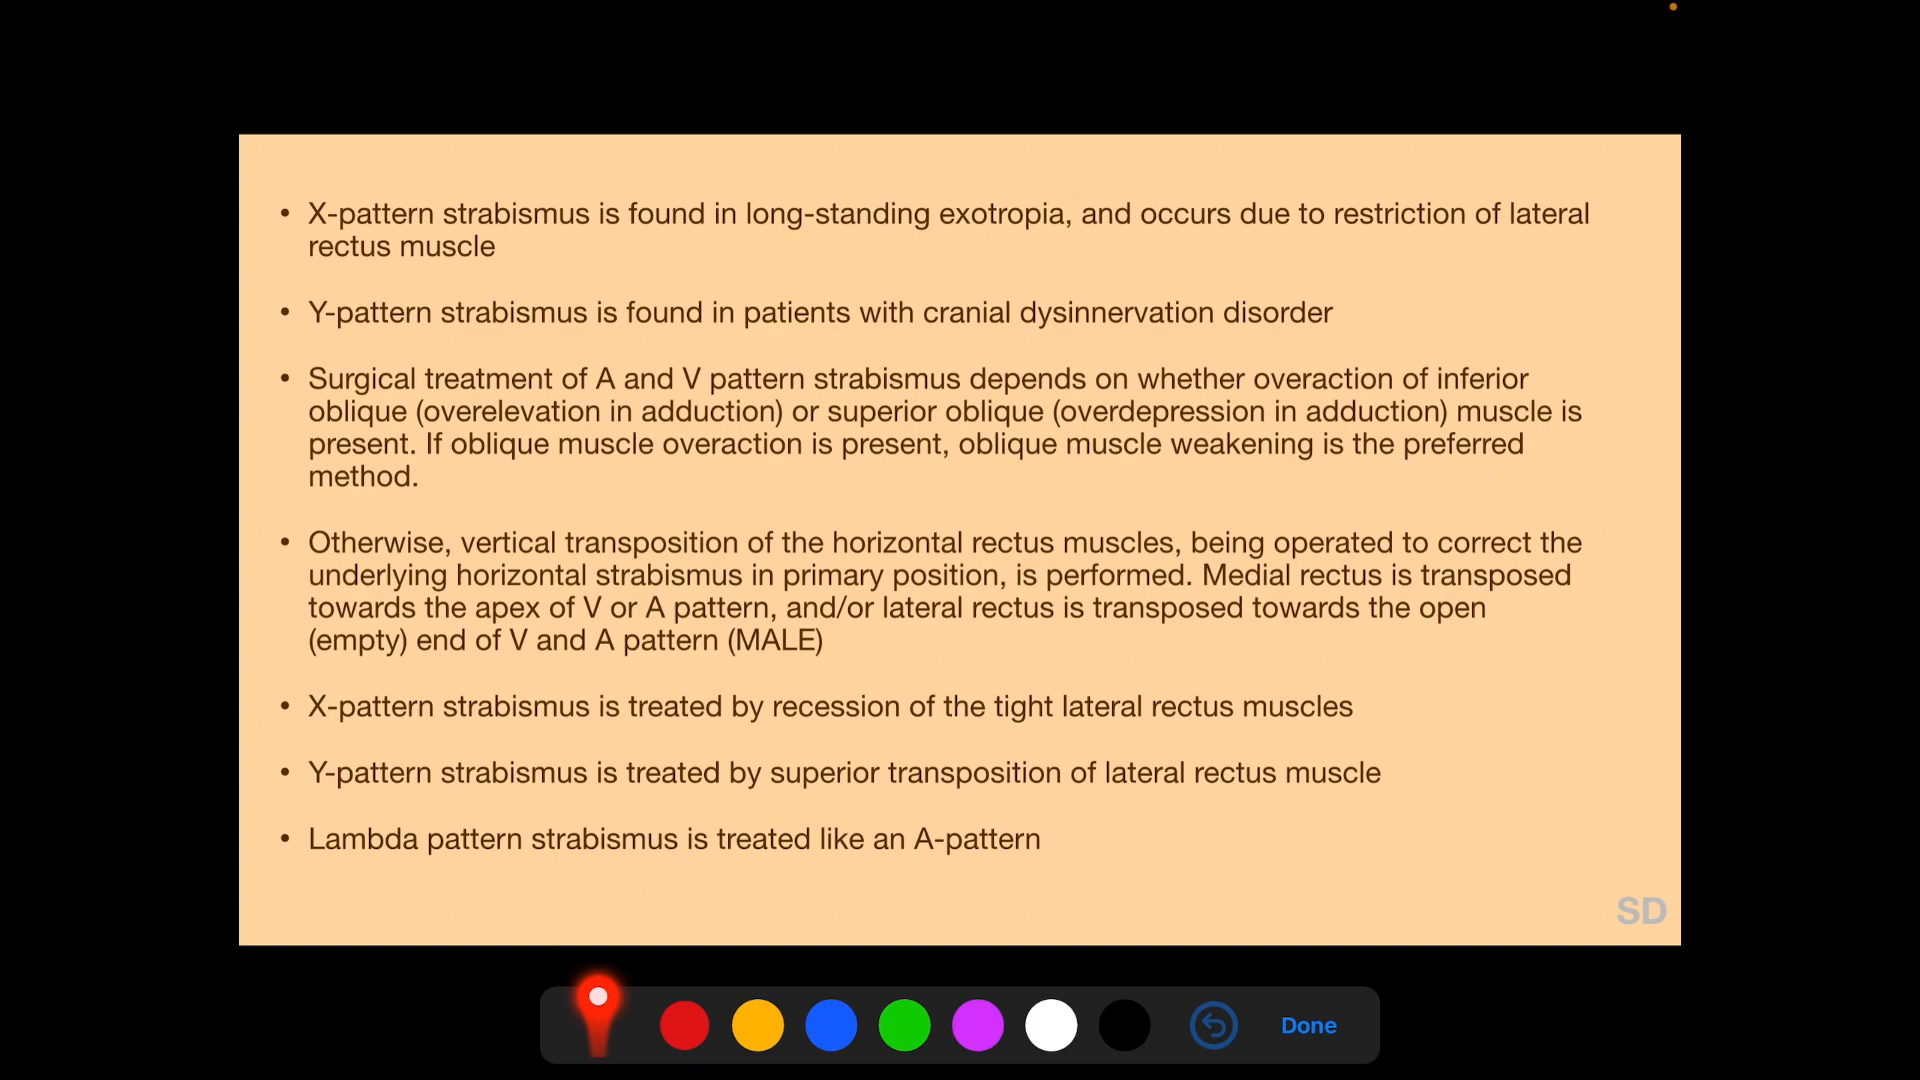 • X-pattern strabismus is found in long-standing exotropia, and occurs due to restriction of lateral
rectus muscle
• Y-pattern strabismus is found in patients with cranial dysinnervation disorder
• Surgical treatment of A and V pattern strabismus depends on whether overaction of inferior
oblique (overelevation in adduction) or superior oblique (overdepression in adduction) muscle is
present. If oblique muscle overaction is present, oblique muscle weakening is the preferred
method.
• Otherwise, vertical transposition of the horizontal rectus muscles, being operated to correct the
underlying horizontal strabismus in primary position, is performed. Medial rectus is transposed
towards the apex of V or A pattern, and/or lateral rectus is transposed towards the open
(empty) end of V and A pattern (MALE)
• X-pattern strabismus is treated by recession of the tight lateral rectus muscles
• Y-pattern strabismus is treated by superior transposition of lateral rectus muscle
• Lambda pattern strabismus is treated like an A-pattern
SD
Done